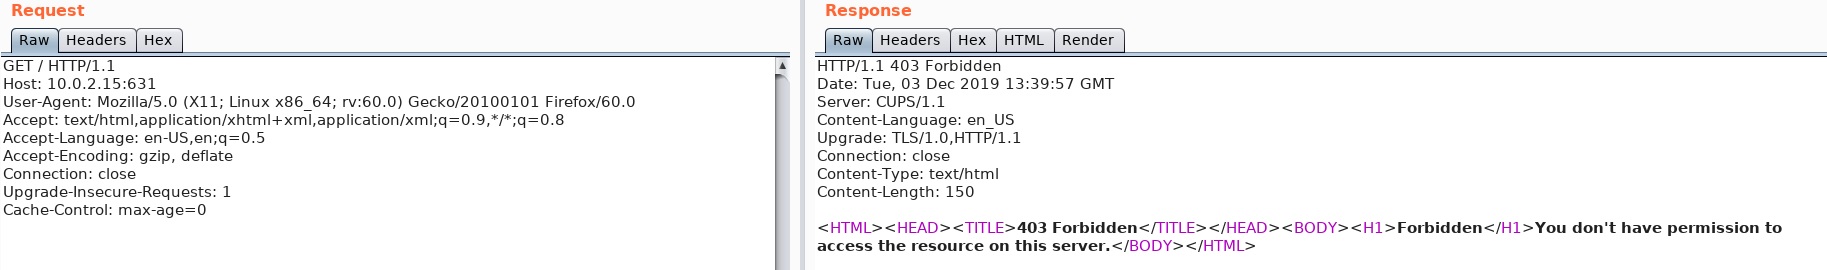 Request
Raw Headers Hex
GET / HTTP/1.1
Host: 10.0.2.15:631
User-Agent: Mozilla/5.0 (X11; Linux x86_64; rv:60.0) Gecko/20100101 Firefox/60.0
Accept: text/html,application/xhtml+xml,application/xml;q=0.9,*/*;q=0.8
Accept-Language: en-US,en;q=0.5
Accept-Encoding: gzip, deflate
Connection: close
Upgrade-Insecure-Requests: 1
Cache-Control: max-age=0
Response
Raw Headers Hex HTML Render
HTTP/1.1 403 Forbidden
Date: Tue, 03 Dec 2019 13:39:57 GMT
Server: CUPS/1.1
Content-Language: en_US
Upgrade: TLS/1.0,HTTP/1.1
Connection: close
Content-Type: text/html
Content-Length: 150
<HTML><HEAD><TITLE>403 Forbidden</TITLE></HEAD><BODY><H1>Forbidden</H1>You don't have permission to
access the resource on this server.</BODY></HTML>